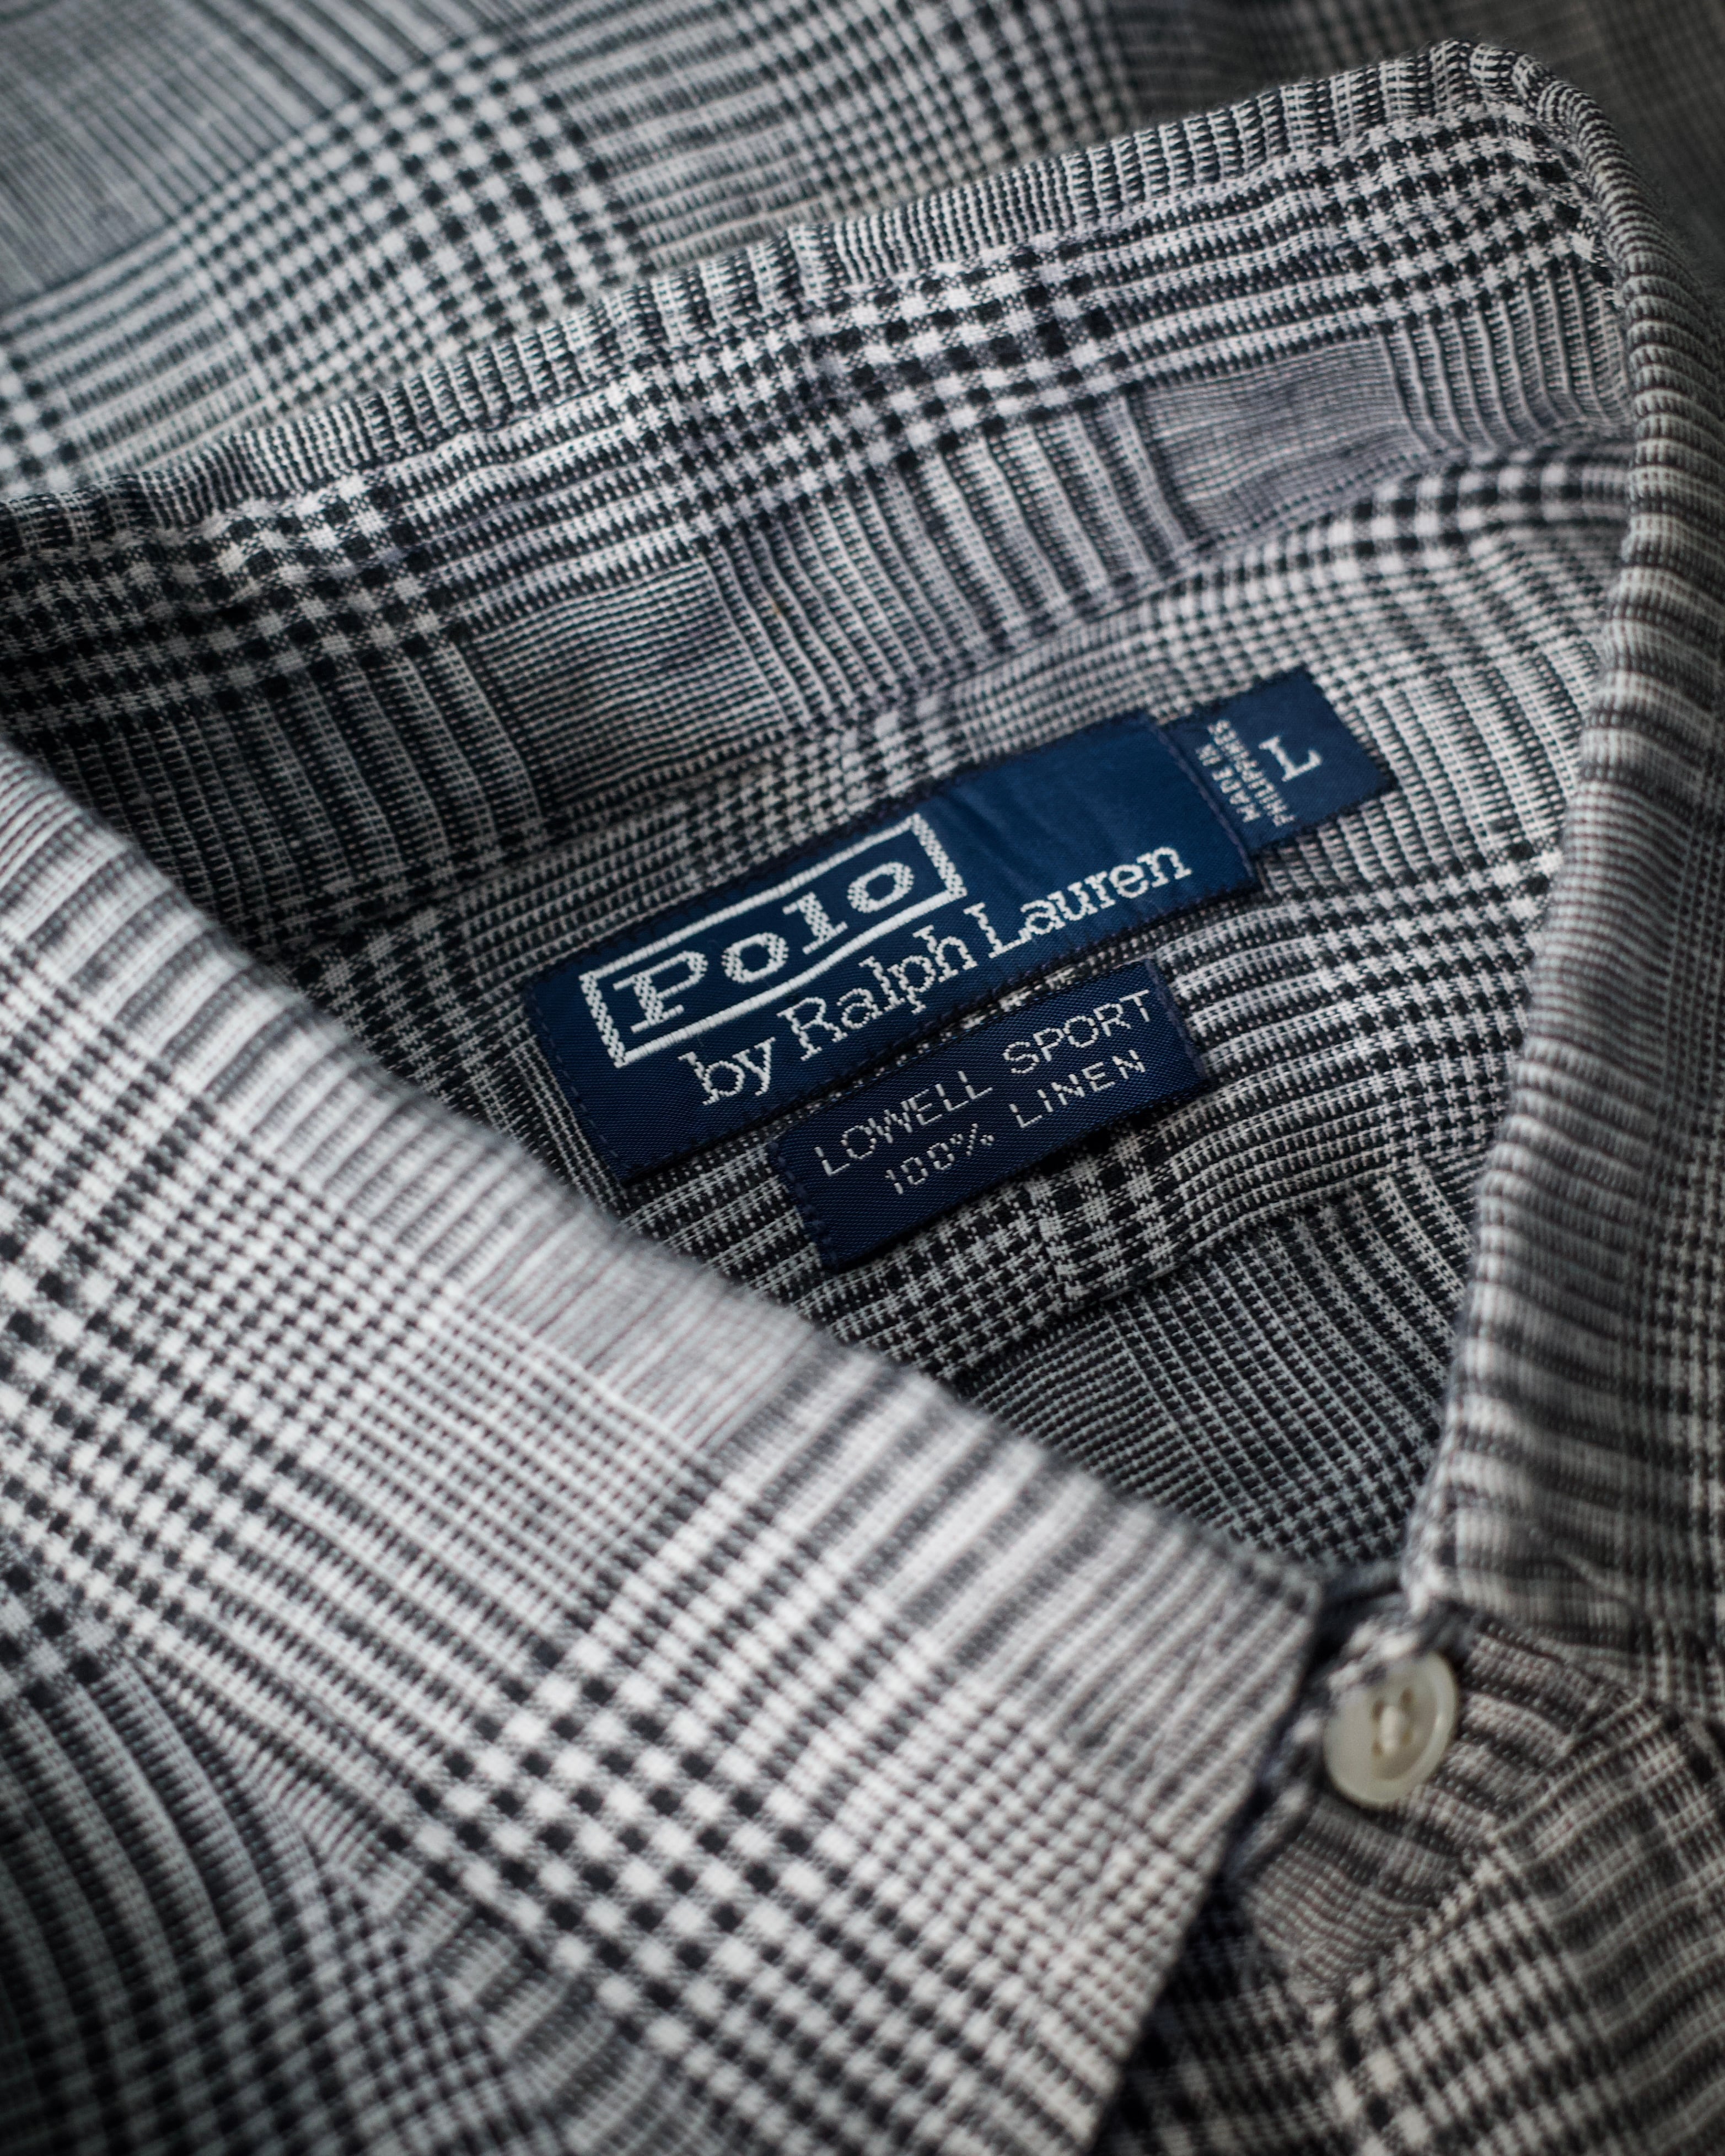 Polo
by Ralph Lauren
L
MADE IN
PHILIPPINES
LOWELL SPORT
100% LINEN